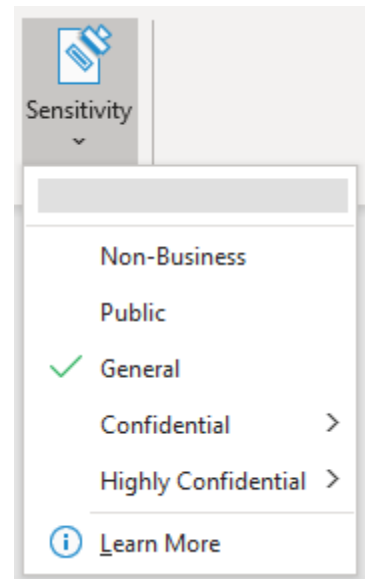 Sensitivity
Non-Business
Public
General
Confidential
Highly Confidential
Learn More